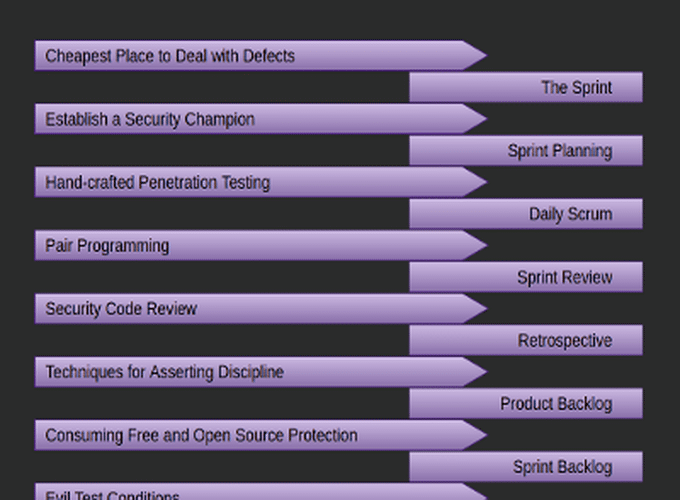 Cheapest Place to Deal with Defects
The Sprint
Establish a Security Champion
Sprint Planning
Hand-crafted Penetration Testing
Daily Scrum
Pair Programming
Sprint Review
Security Code Review
Retrospective
Techniques for Asserting Discipline
Product Backlog
Consuming Free and Open Source Protection
Sprint Backlog
Evil Test Conditions